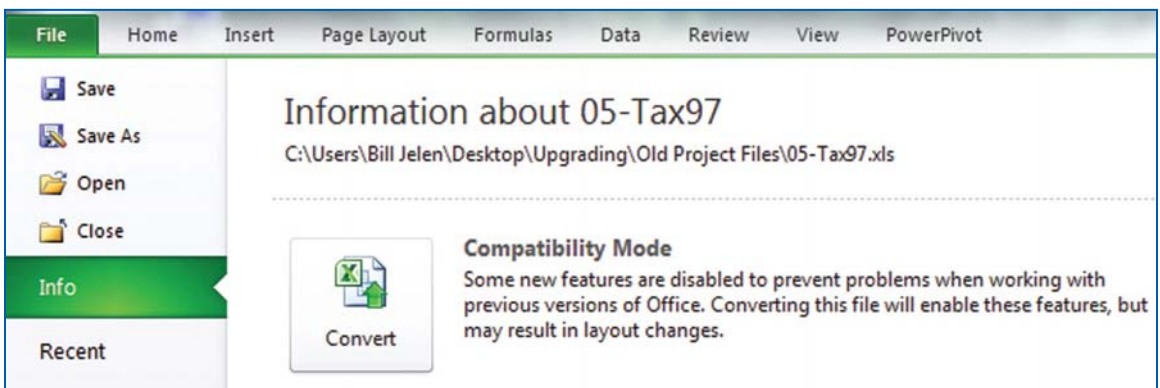 File Home Insert Page Layout Formulas Data Review View PowerPivot
Save
Save As
Open
Close
Info
Recent
Information about 05-Tax97
C:\Users\Bill Jelen\Desktop\Upgrading\Old Project Files\05-Tax97.xls
Convert
Compatibility Mode
Some new features are disabled to prevent problems when working with
previous versions of Office. Converting this file will enable these features, but
may result in layout changes.